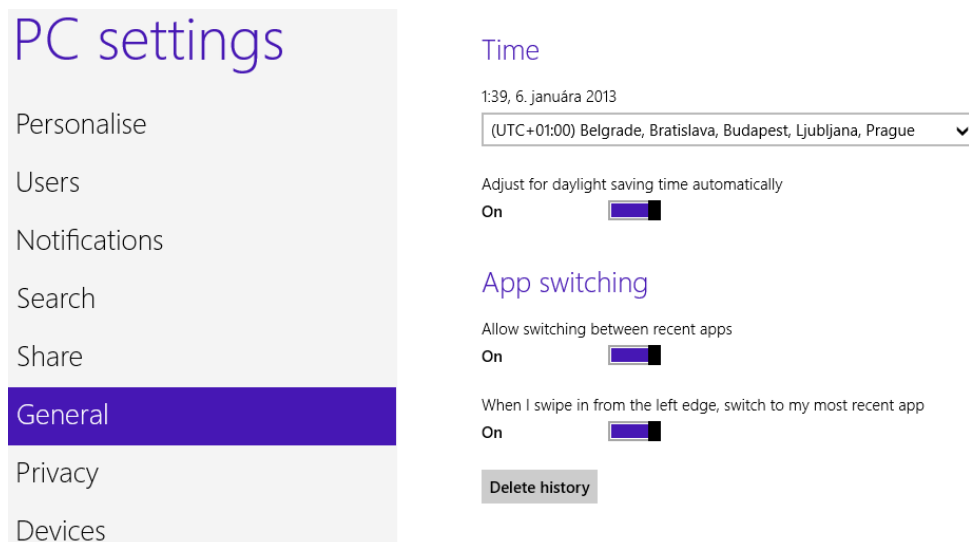 PC settings
Personalise
Users
Notifications
Search
Share
General
Privacy
Devices
Time
1:39, 6. januára 2013
(UTC+01:00) Belgrade, Bratislava, Budapest, Ljubljana, Prague
Adjust for daylight saving time automatically
On
App switching
Allow switching between recent apps
On
When I swipe in from the left edge, switch to my most recent app
On
Delete history